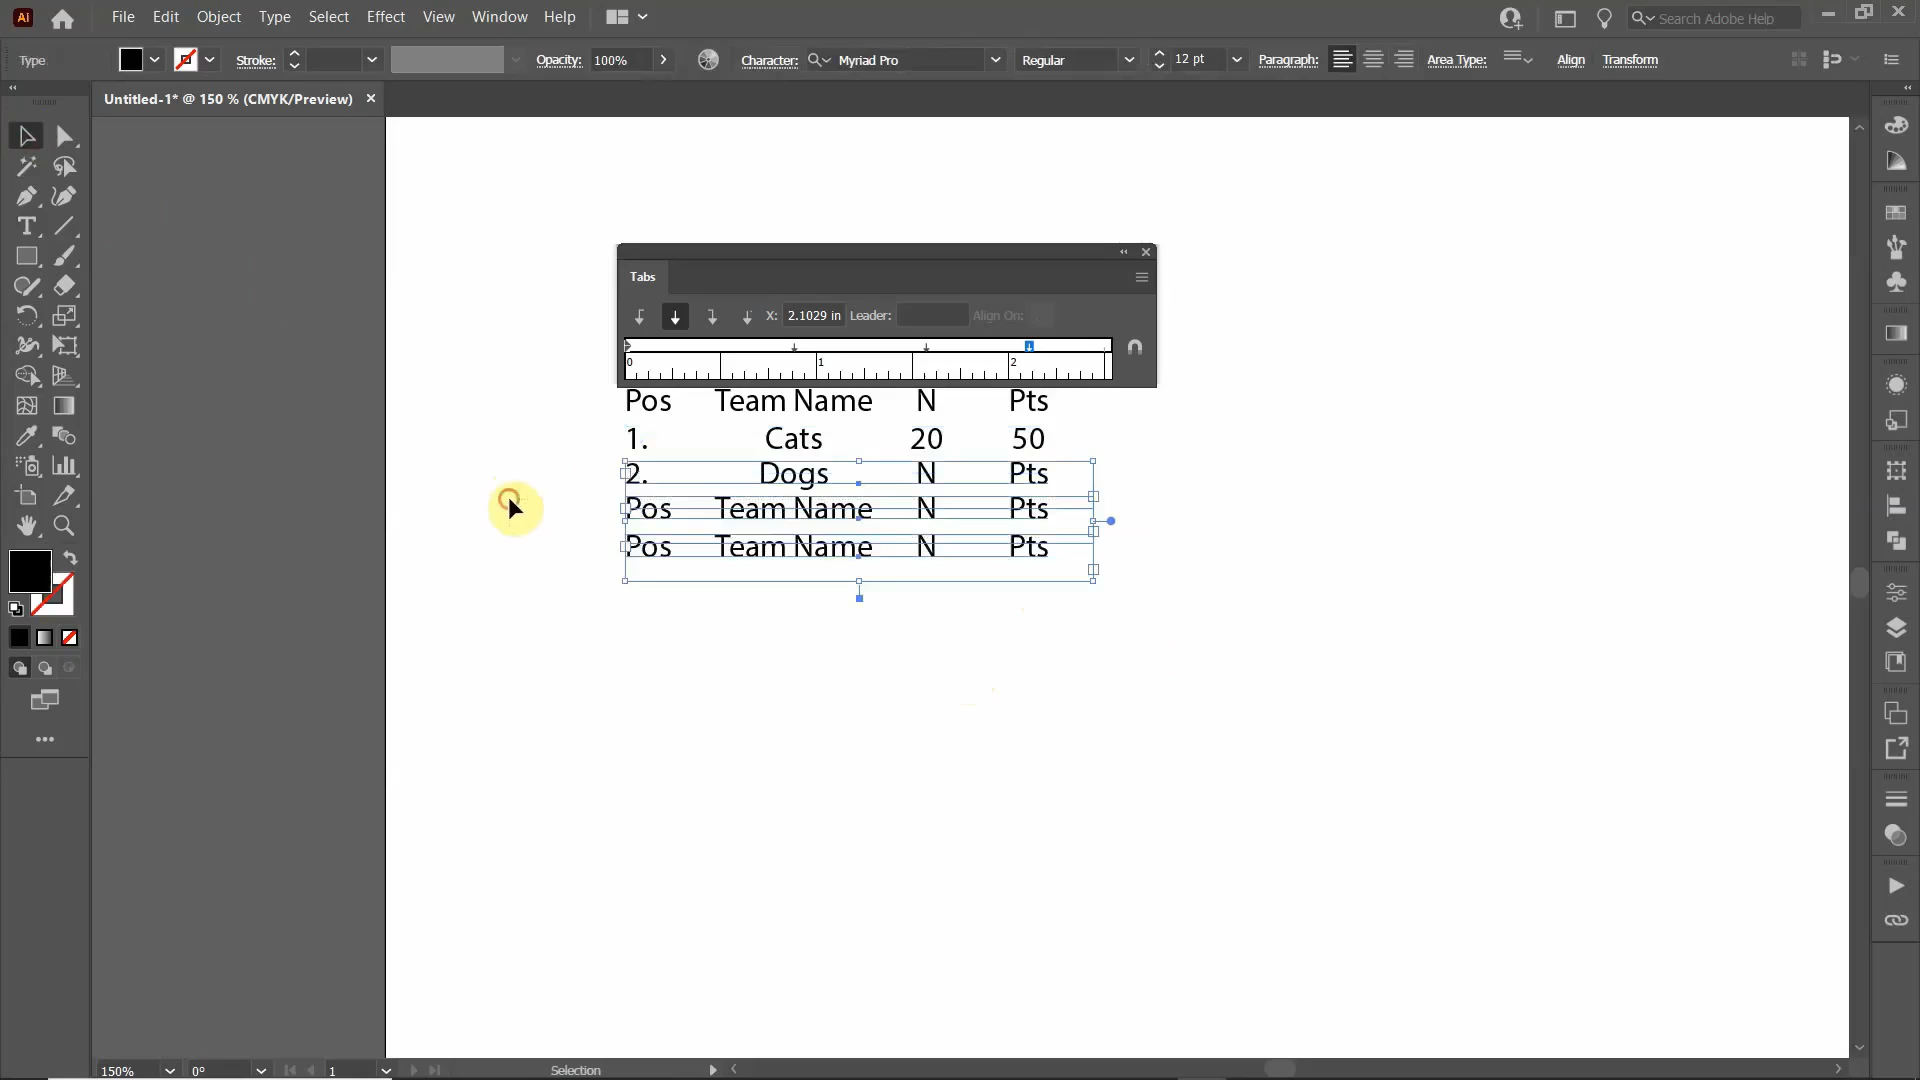 Ai File Edit Object Type Select Effect View Window Help Search Adobe Help
Type Stroke: Opacity: 100% Character: Myriad Pro Regular 12 pt Paragraph: Area Type: Align Transform
Untitled-1* @ 150 % (CMYK/Preview)
Tabs
X: 2.1029 in Leader: Align On:
0 1 2
Pos Team Name N Pts
1. Cats 20 50
2. Dogs N Pts
Pos Team Name N Pts
Pos Team Name N Pts
150% 0° 1 Selection